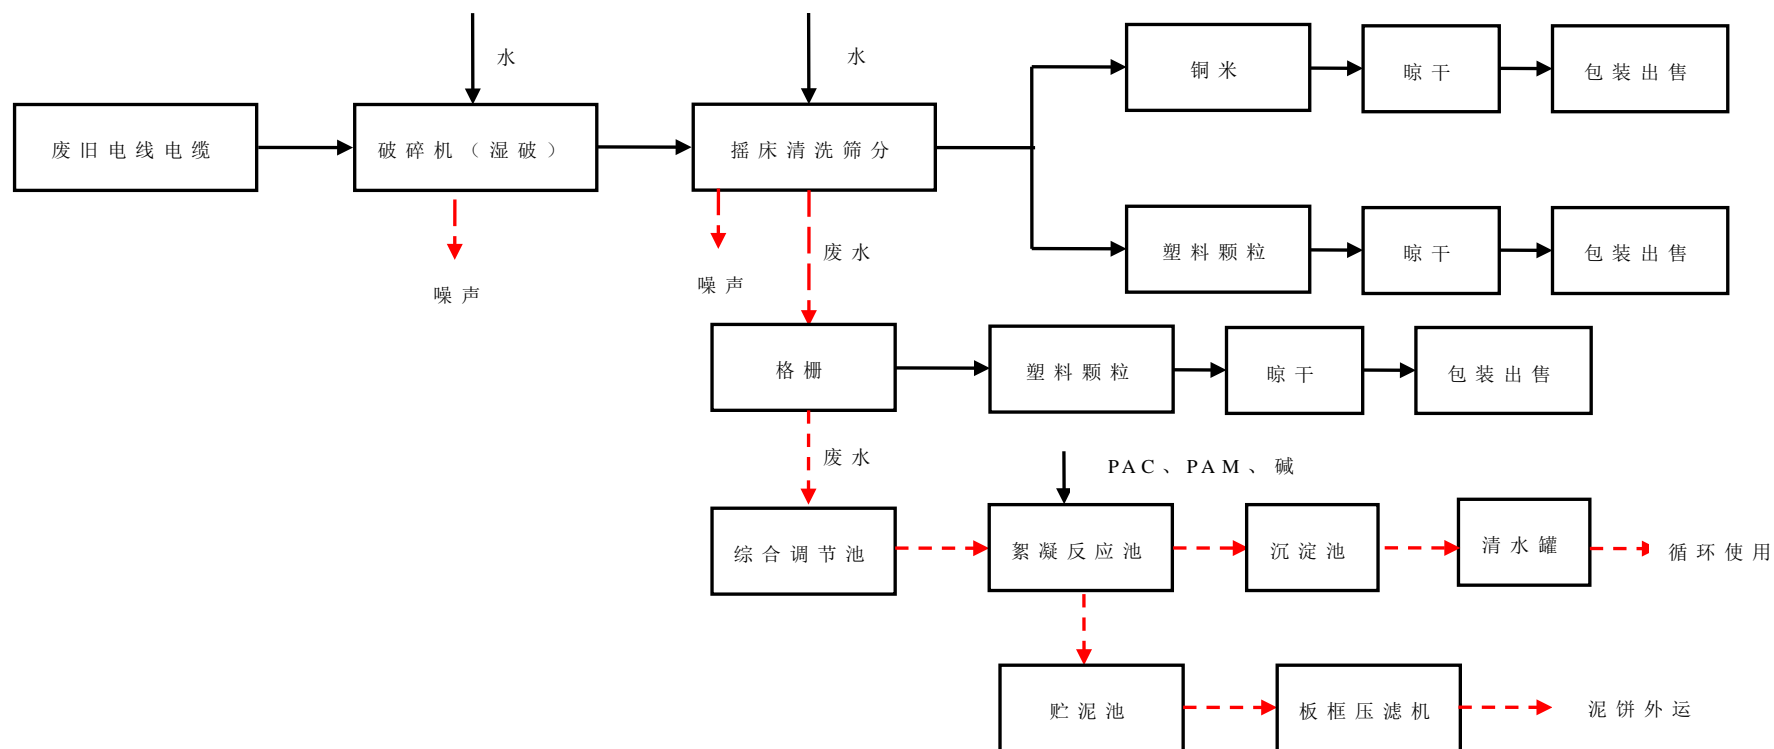 水
水
铜米
晾干
包装出售
废旧电线电缆
破碎机（湿破）
摇床清洗筛分
废水
塑料颗粒
晾干
包装出售
噪声
噪声
格栅
塑料颗粒
晾干
包装出售
废水
PAC、PAM、碱
综合调节池
絮凝反应池
沉淀池
清水罐
循环使用
贮泥池
板框压滤机
泥饼外运